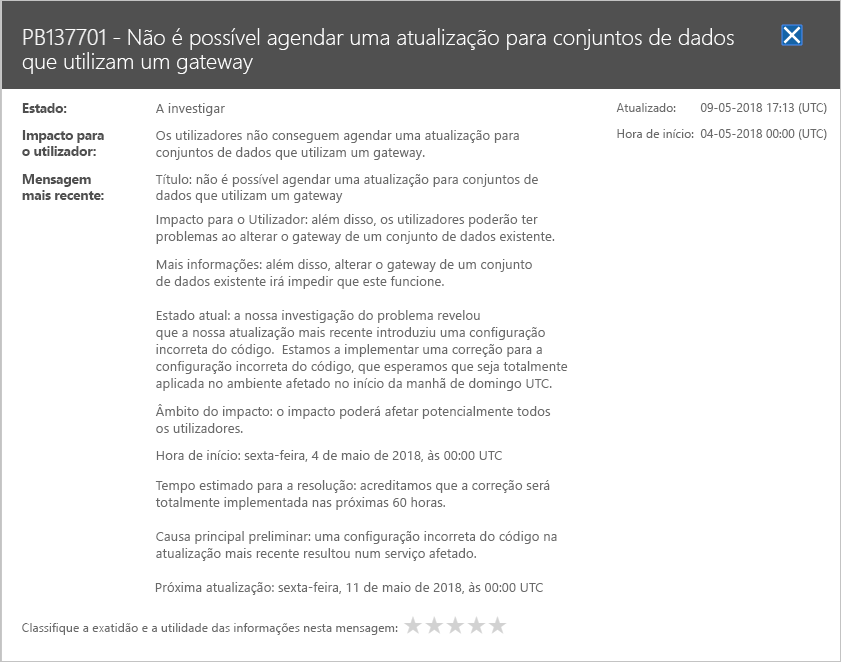 PB137701 - Não é possível agendar uma atualização para conjuntos de dados
que utilizam um gateway
Estado:
A investigar
Atualizado: 09-05-2018 17:13 (UTC)
Hora de início: 04-05-2018 00:00 (UTC)
Impacto para
o utilizador:
Os utilizadores não conseguem agendar uma atualização para
conjuntos de dados que utilizam um gateway.
Mensagem
mais recente:
Título: não é possível agendar uma atualização para conjuntos de
dados que utilizam um gateway
Impacto para o Utilizador: além disso, os utilizadores poderão ter
problemas ao alterar o gateway de um conjunto de dados existente.
Mais informações: além disso, alterar o gateway de um conjunto
de dados existente irá impedir que este funcione.
Estado atual: a nossa investigação do problema revelou
que a nossa atualização mais recente introduziu uma configuração
incorreta do código.  Estamos a implementar uma correção para a
configuração incorreta do código, que esperamos que seja totalmente
aplicada no ambiente afetado no início da manhã de domingo UTC.
Âmbito do impacto: o impacto poderá afetar potencialmente todos
os utilizadores.
Hora de início: sexta-feira, 4 de maio de 2018, às 00:00 UTC
Tempo estimado para a resolução: acreditamos que a correção será
totalmente implementada nas próximas 60 horas.
Causa principal preliminar: uma configuração incorreta do código na
atualização mais recente resultou num serviço afetado.
Próxima atualização: sexta-feira, 11 de maio de 2018, às 00:00 UTC
Classifique a exatidão e a utilidade das informações nesta mensagem: